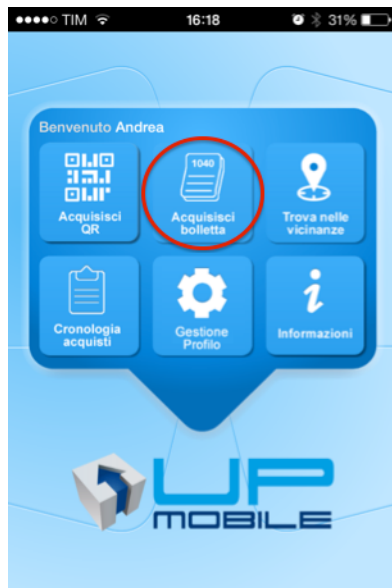 TIM 16:18 31%
Benvenuto Andrea
1040
Acquisisci
QR
Acquisisci
bolletta
Trova nelle
vicinanze
Cronologia
acquisti
Gestione
Profilo
Informazioni
UP
MOBILE